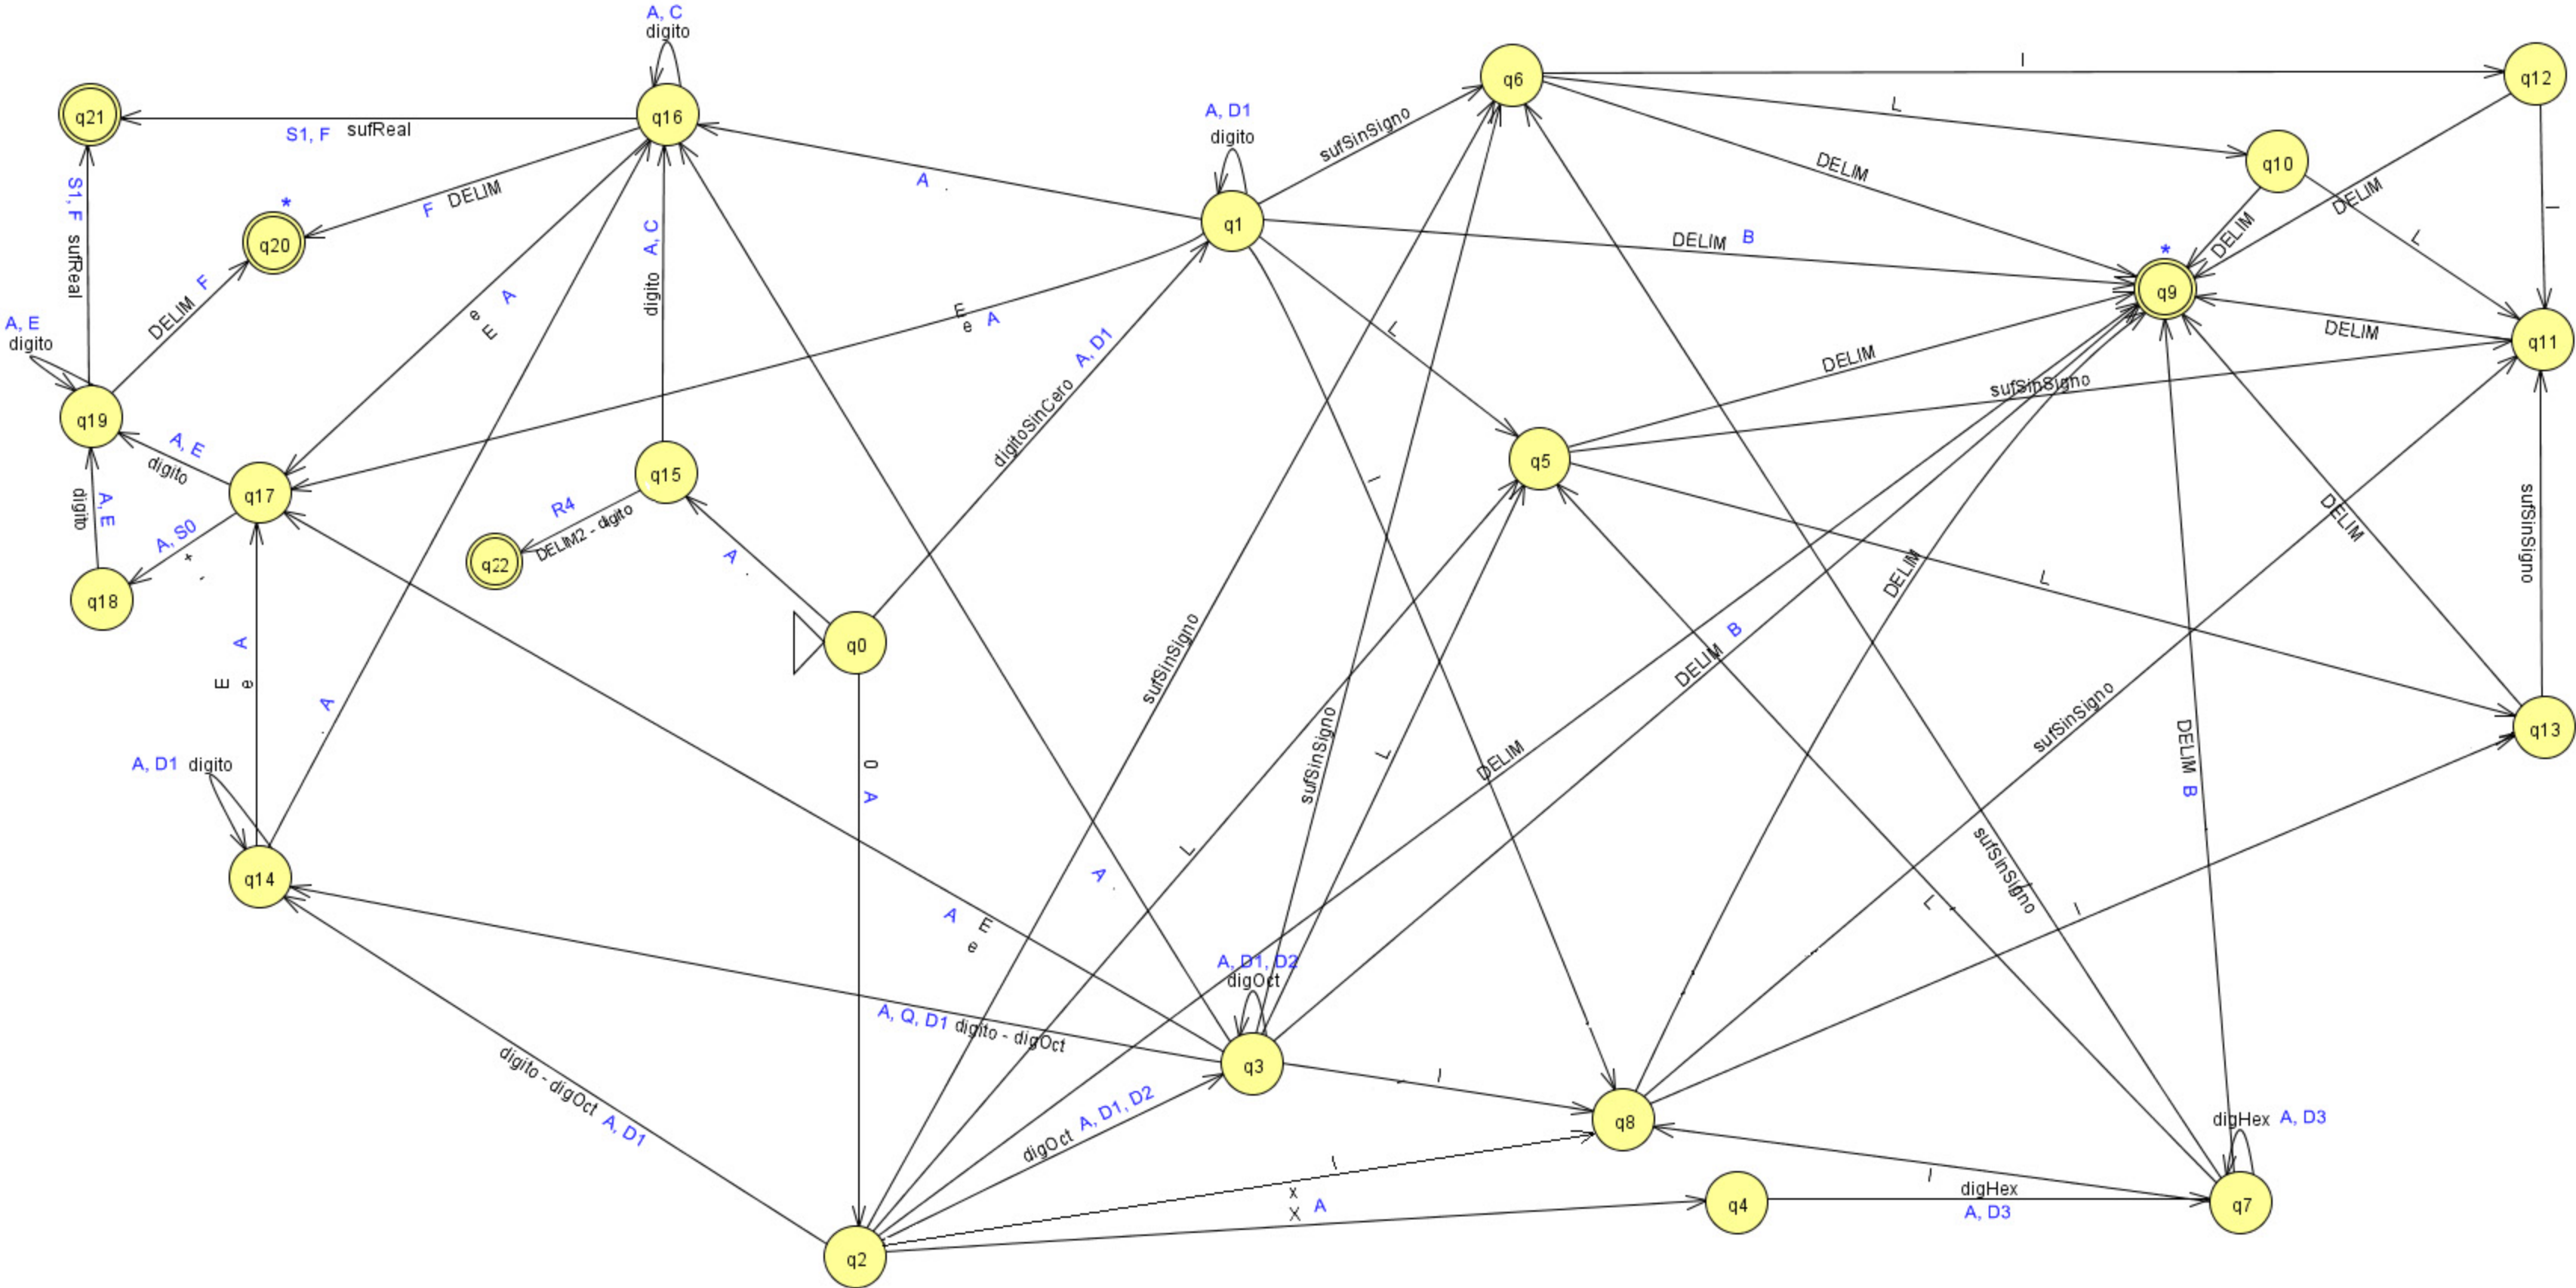 A, C
digito
q21
S1, F sufReal
q16
q6
l
q12
A, D1
digito
sufSinSigno
L
q10
DELIM
DELIM
DELIM
l
L
S1, F sufReal
*
q20
F DELIM
A .
q1
DELIM B
*
q9
A, C
digito
A
e
E
DELIM F
E
e A
A, D1
digitoSinCero
L
DELIM
DELIM
q11
sufSinSigno
A, E
digito
q19
A, E
digito
q17
q15
q5
l
A, E
digito
A, S0
+
-
R4
DELIM2 - digito
q22
A .
DELIM
sufSinSigno
q18
q0
DELIM
L
A
E e
A .
sufSinSigno
B
DELIM
sufSinSigno
q13
0 A
A, D1 digito
sufSinSigno
L
DELIM
DELIM B
q14
L
A .
sufSinSigno
L
l
A E
e
A, D1, D2
digOct
A, Q, D1 digito - digOct
q3
l
digito - digOct A, D1
digOct A, D1, D2
q8
digHex A, D3
l
x
X A
q4
l
digHex
A, D3
q7
q2